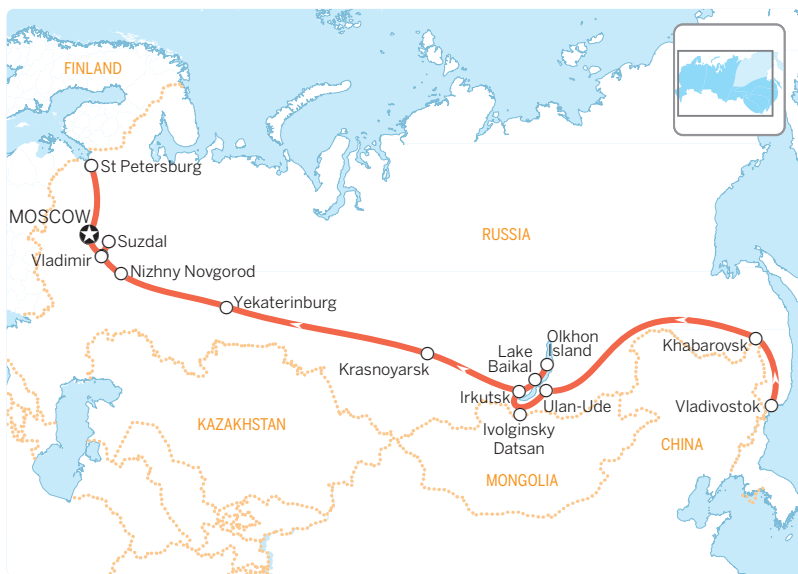 FINLAND
St Petersburg
MOSCOW
Suzdal
Vladimir
Nizhny Novgorod
RUSSIA
Yekaterinburg
Olkhon
Island
Lake
Baikal
Khabarovsk
Krasnoyarsk
Irkutsk
Ulan-Ude
Vladivostok
Ivolginsky
Datsan
KAZAKHSTAN
CHINA
MONGOLIA